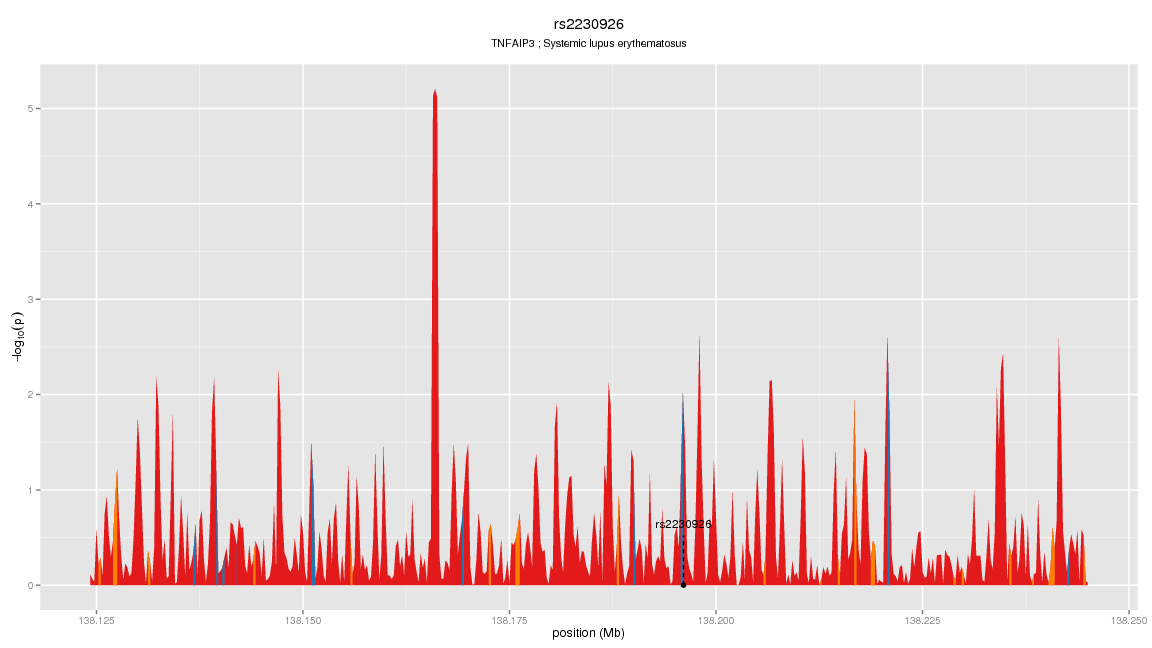 rs2230926
TNFAIP3 ; Systemic lupus erythematosus
5
4
3
2
1
0
−log10(p)
rs2230926
138.125 138.150 138.175 138.200 138.225 138.250
position (Mb)